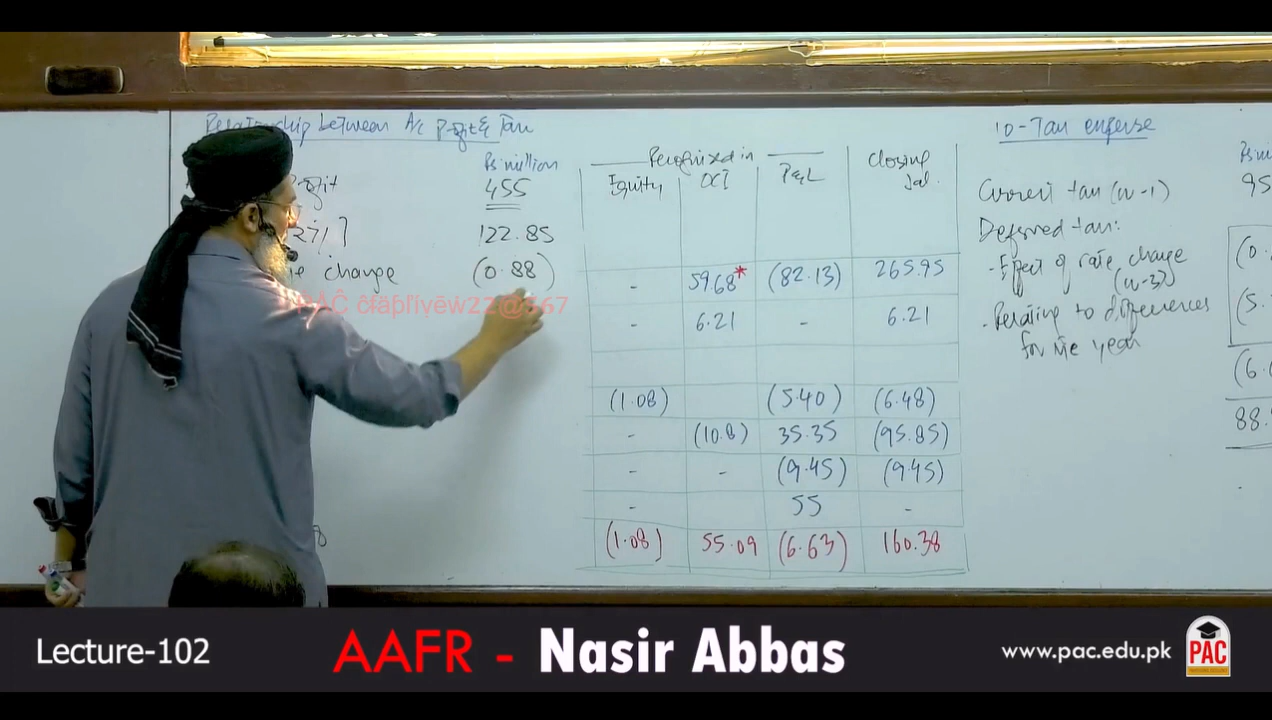 Relationship between A/c Profit & Tax
Rs million
Profit 455
27%] 122.85
change (0.88)
Recognized in
Equity OCI P&L Closing bal.
- 59.68* (82.13) 265.95
- 6.21 - 6.21
(1.08) (5.40) (6.48)
- (10.8) 35.35 (95.85)
- - (9.45) (9.45)
- 55 -
(1.08) 55.09 (6.63) 160.38
10-Tax expense
Current tax (w-1)
Deferred tax:
- Effect of rate change
(w-3)
- Relating to differences
for the year
Lecture-102
AAFR - Nasir Abbas
www.pac.edu.pk
PAC